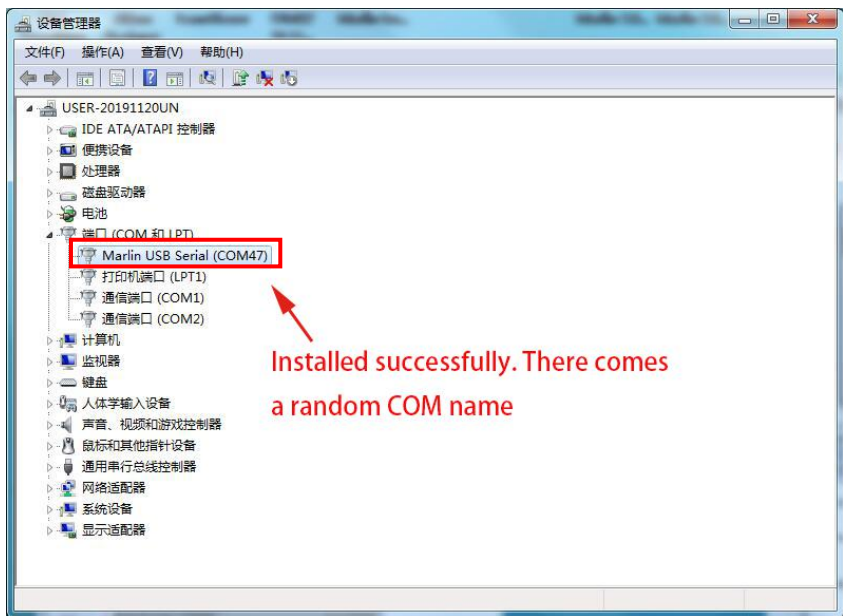 设备管理器
文件(F) 操作(A) 查看(V) 帮助(H)
USER-20191120UN
IDE ATA/ATAPI 控制器
便携设备
处理器
磁盘驱动器
电池
端口 (COM 和 LPT)
Marlin USB Serial (COM47)
打印机端口 (LPT1)
通信端口 (COM1)
通信端口 (COM2)
计算机
监视器
键盘
人体学输入设备
声音、视频和游戏控制器
鼠标和其他指针设备
通用串行总线控制器
网络适配器
系统设备
显示适配器
Installed successfully. There comes
a random COM name